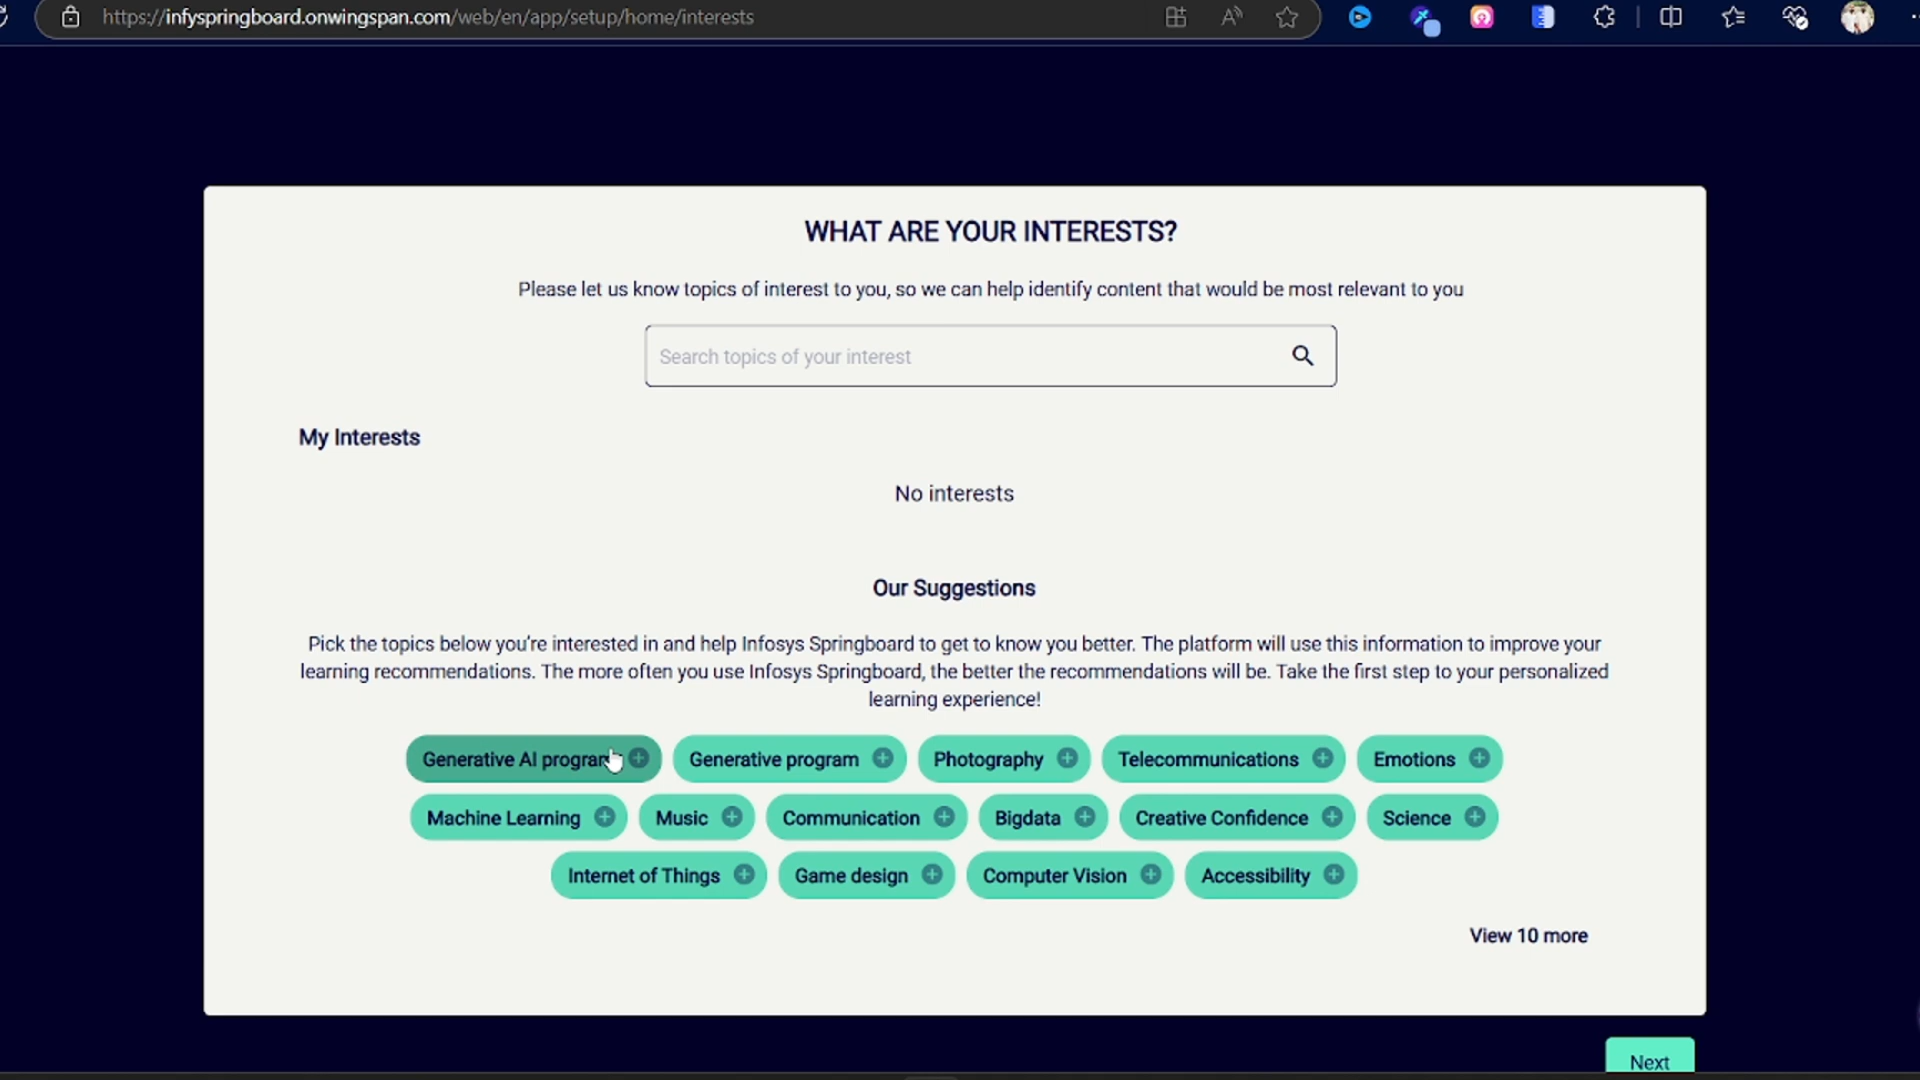 https://infyspringboard.onwingspan.com/web/en/app/setup/home/interests
WHAT ARE YOUR INTERESTS?
Please let us know topics of interest to you, so we can help identify content that would be most relevant to you
Search topics of your interest
My Interests
No interests
Our Suggestions
Pick the topics below you're interested in and help Infosys Springboard to get to know you better. The platform will use this information to improve your
learning recommendations. The more often you use Infosys Springboard, the better the recommendations will be. Take the first step to your personalized
learning experience!
Generative AI program Generative program Photography Telecommunications Emotions
Machine Learning Music Communication Bigdata Creative Confidence Science
Internet of Things Game design Computer Vision Accessibility
View 10 more
Next